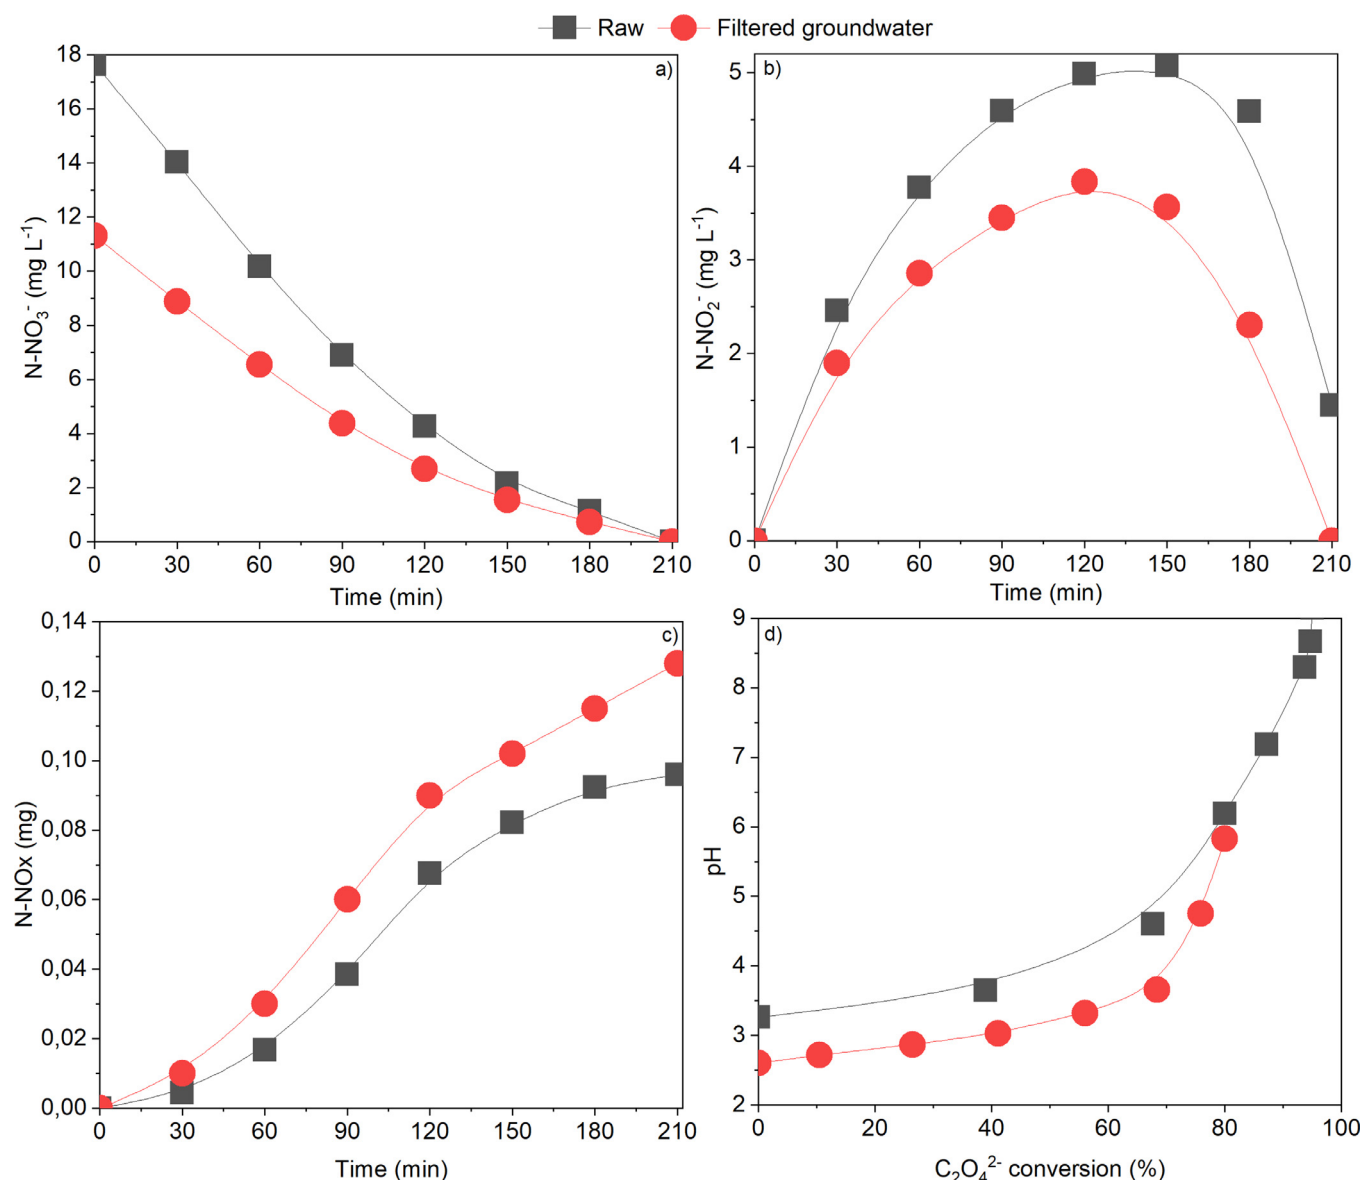 Raw Filtered groundwater
a)
18
16
14
12
10
8
6
4
2
0
N-NO₃⁻ (mg L⁻¹)
0 30 60 90 120 150 180 210
Time (min)
b)
5
4
3
2
1
0
N-NO₂⁻ (mg L⁻¹)
0 30 60 90 120 150 180 210
Time (min)
c)
0,14
0,12
0,10
0,08
0,06
0,04
0,02
0,00
N-NOx (mg)
0 30 60 90 120 150 180 210
Time (min)
d)
9
8
7
6
5
4
3
2
pH
0 20 40 60 80 100
C₂O₄²⁻ conversion (%)